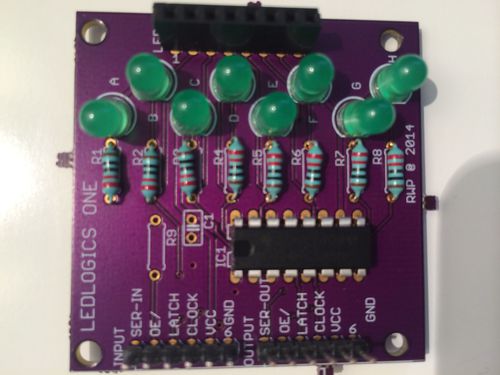 LED
A
C
E
G
H
B
D
F
R1
R2
R3
R4
R5
R6
R7
R8
R9
C1
IC1
LEDLOGICS ONE
RWP @ 2014
INPUT
SER-IN
OE/
LATCH
CLOCK
VCC
GND
OUTPUT
SER-OUT
OE/
LATCH
CLOCK
VCC
GND